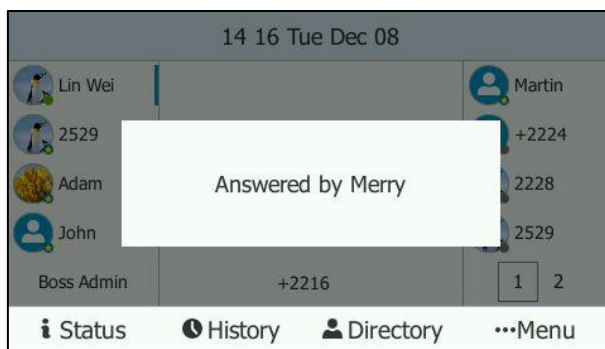 14 16 Tue Dec 08
Lin Wei
Martin
2529
+2224
Answered by Merry
Adam
2228
John
2529
Boss Admin
+2216
1 2
Status History Directory Menu